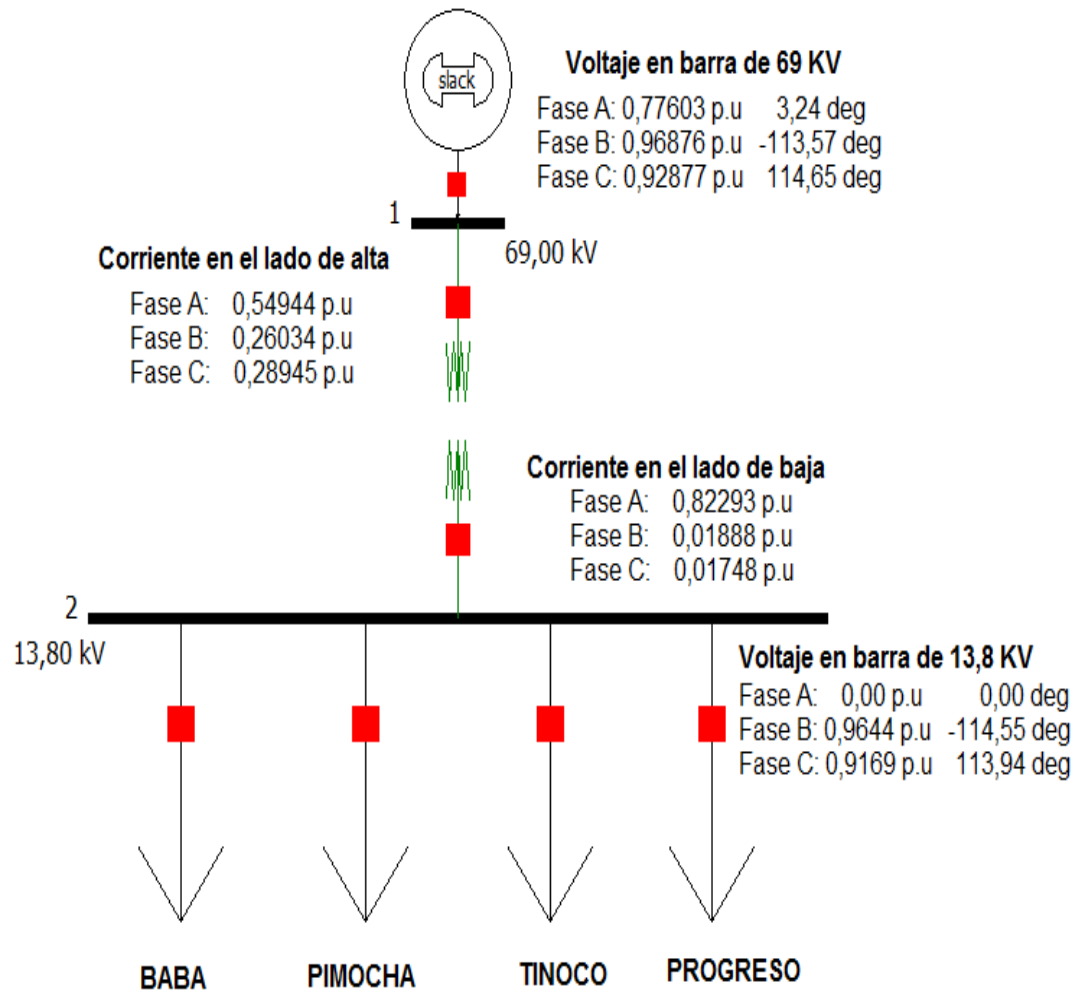 slack
Voltaje en barra de 69 KV
Fase A: 0,77603 p.u 3,24 deg
Fase B: 0,96876 p.u -113,57 deg
Fase C: 0,92877 p.u 114,65 deg
1
69,00 kV
Corriente en el lado de alta
Fase A: 0,54944 p.u
Fase B: 0,26034 p.u
Fase C: 0,28945 p.u
Corriente en el lado de baja
Fase A: 0,82293 p.u
Fase B: 0,01888 p.u
Fase C: 0,01748 p.u
2
13,80 kV
Voltaje en barra de 13,8 KV
Fase A: 0,00 p.u 0,00 deg
Fase B: 0,9644 p.u -114,55 deg
Fase C: 0,9169 p.u 113,94 deg
BABA PIMOCHA TINOCO PROGRESO